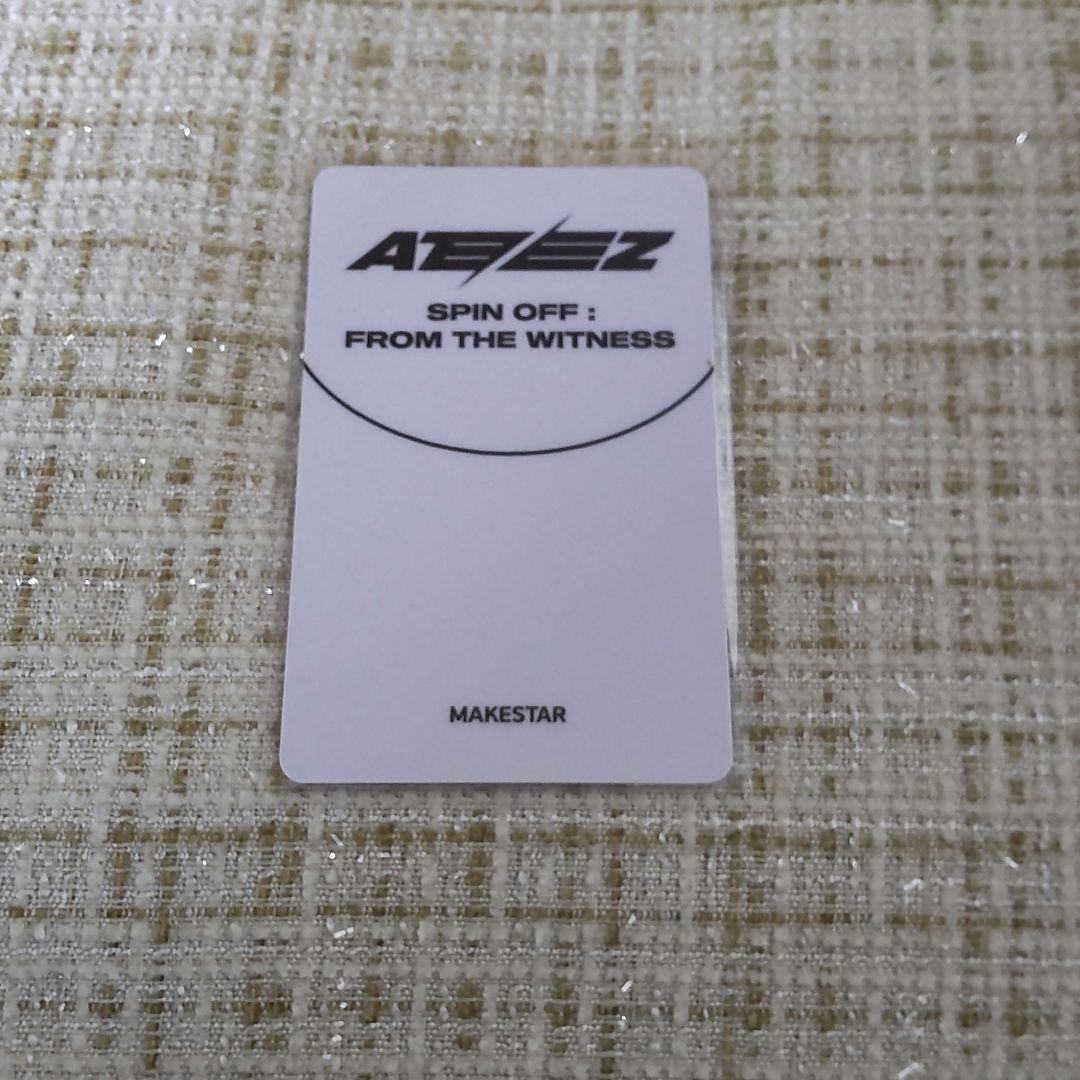 ATEEZ
SPIN OFF :
FROM THE WITNESS
MAKESTAR